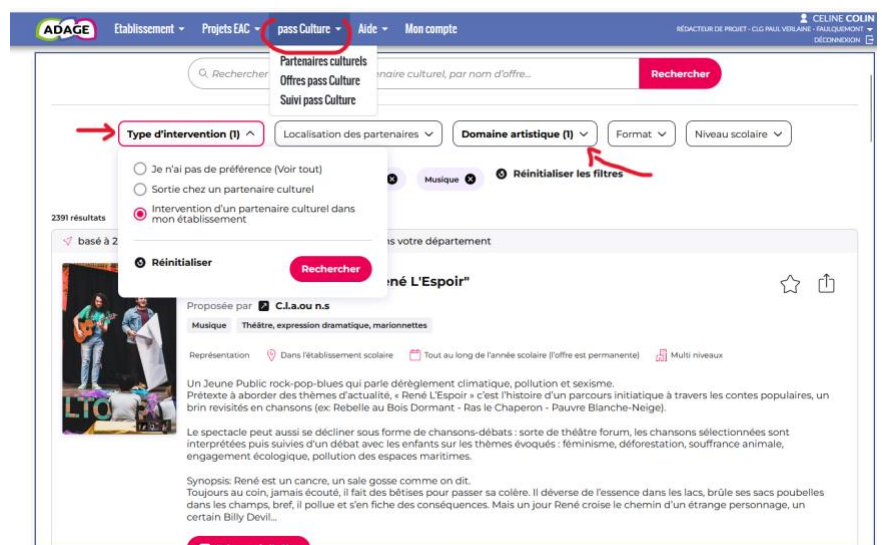 ADAGE
Etablissement
Projets EAC
pass Culture
Aide
Mon compte
CELINE COLIN
RÉDACTEUR DE PROJET - CLG PAUL VERLAINE - FAULQUEMONT
DÉCONNEXION
Partenaires culturels
Offres pass Culture
Suivi pass Culture
Rechercher
naire culturel, par nom d'offre...
Rechercher
Type d'intervention (1)
Localisation des partenaires
Domaine artistique (1)
Format
Niveau scolaire
Je n'ai pas de préférence (Voir tout)
Sortie chez un partenaire culturel
Intervention d'un partenaire culturel dans
mon établissement
Réinitialiser
Rechercher
Musique
Réinitialiser les filtres
2391 résultats
basé à 2
s votre département
né L'Espoir"
Proposée par C.l.a.ou n.s
Musique Théâtre, expression dramatique, marionnettes
Représentation Dans l'établissement scolaire Tout au long de l'année scolaire (l'offre est permanente) Multi niveaux
Un Jeune Public rock-pop-blues qui parle dérèglement climatique, pollution et sexisme.
Prétexte à aborder des thèmes d'actualité, « René L'Espoir » c'est l'histoire d'un parcours initiatique à travers les contes populaires, un
brin revisités en chansons (ex: Rebelle au Bois Dormant - Ras le Chaperon - Pauvre Blanche-Neige).
Le spectacle peut aussi se décliner sous forme de chansons-débats : sorte de théâtre forum, les chansons sélectionnées sont
interprétées puis suivies d'un débat avec les enfants sur les thèmes évoqués : féminisme, déforestation, souffrance animale,
engagement écologique, pollution des espaces maritimes.
Synopsis: René est un cancre, un sale gosse comme on dit.
Toujours au coin, jamais écouté, il fait des bêtises pour passer sa colère. Il déverse de l'essence dans les lacs, brûle ses sacs poubelles
dans les champs, bref, il pollue et s'en fiche des conséquences. Mais un jour René croise le chemin d'un étrange personnage, un
certain Billy Devil...